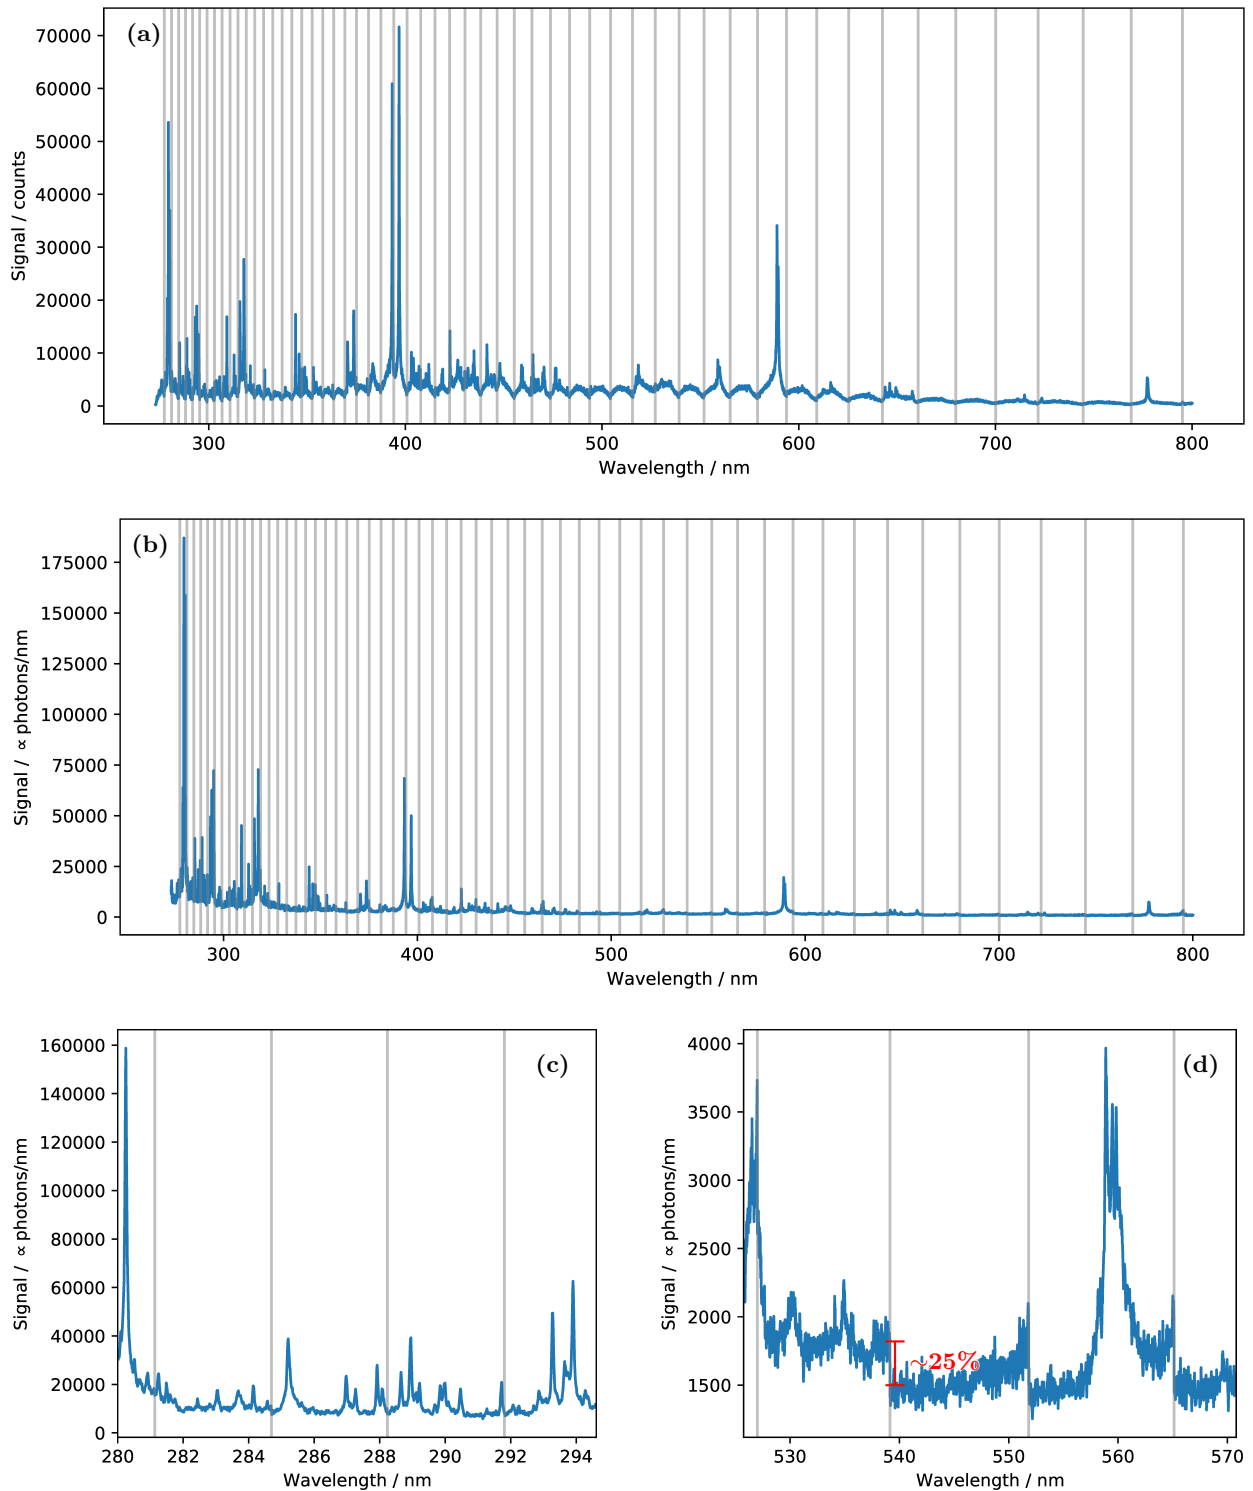 (a)
70000
60000
50000
40000
30000
20000
10000
0
Signal / counts
300 400 500 600 700 800
Wavelength / nm
(b)
175000
150000
125000
100000
75000
50000
25000
0
Signal / ∝ photons/nm
300 400 500 600 700 800
Wavelength / nm
(c)
160000
140000
120000
100000
80000
60000
40000
20000
0
Signal / ∝ photons/nm
280 282 284 286 288 290 292 294
Wavelength / nm
(d)
4000
3500
3000
2500
2000
1500
Signal / ∝ photons/nm
~25%
530 540 550 560 570
Wavelength / nm